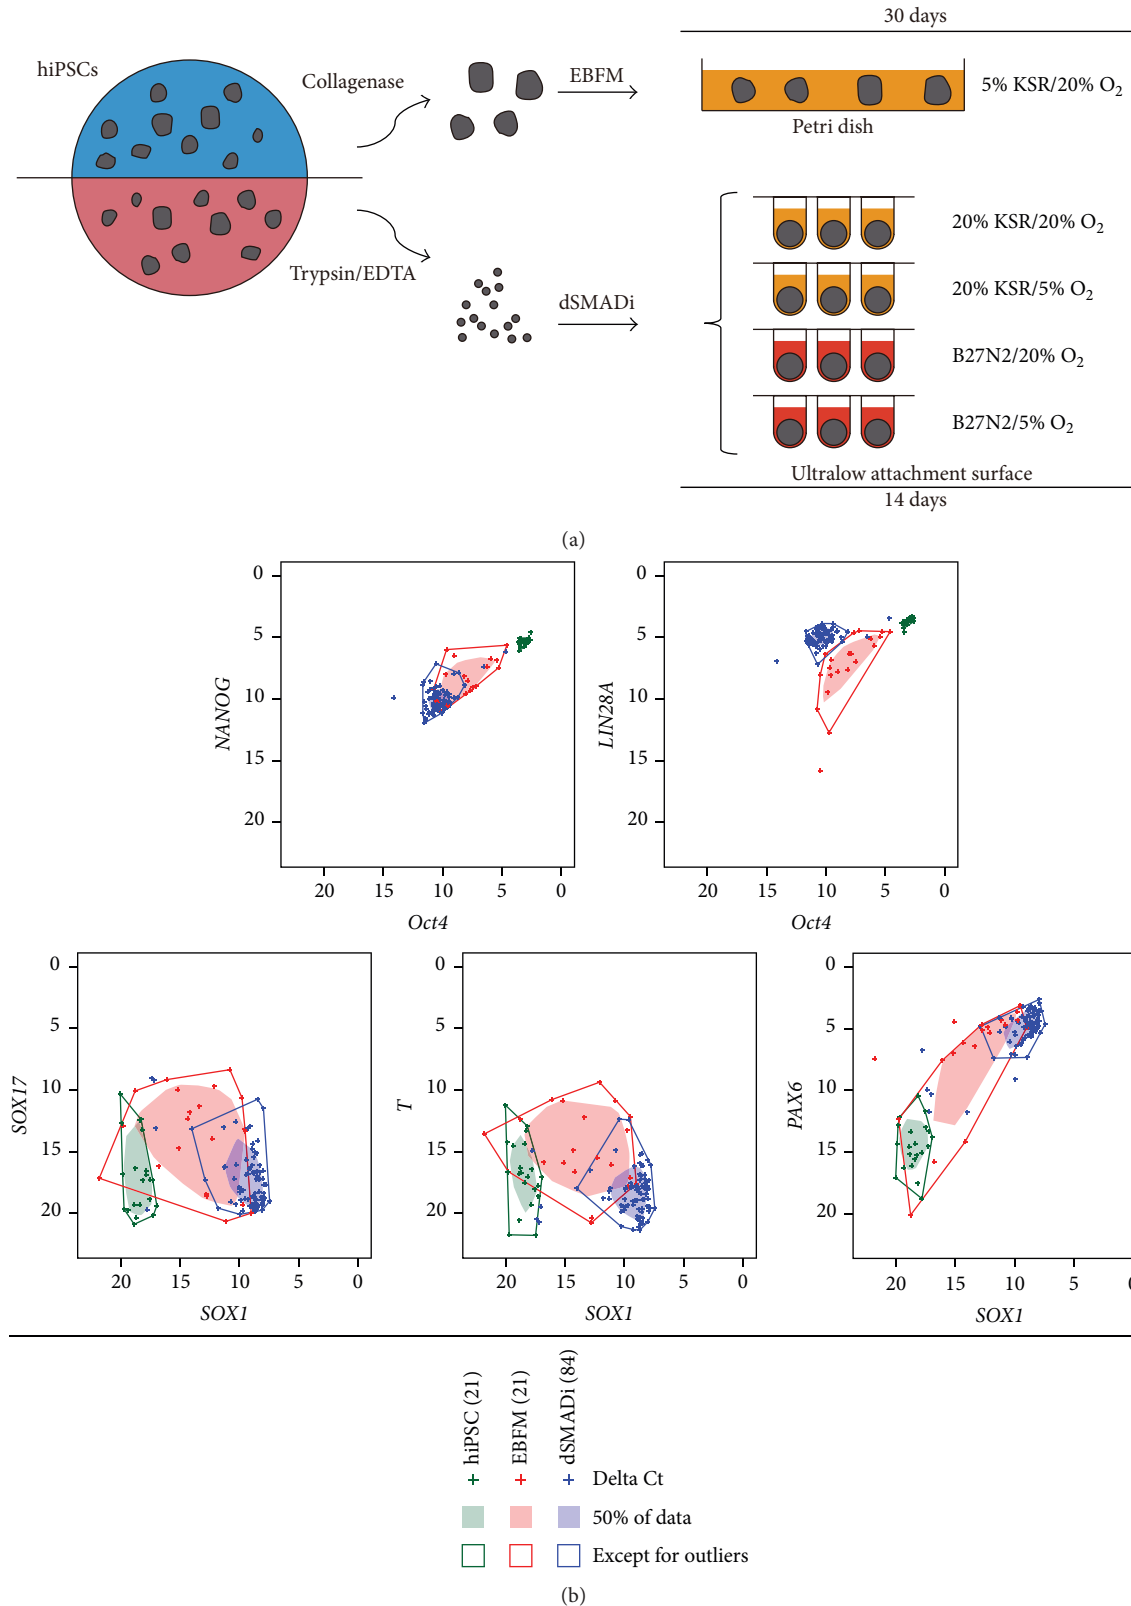 30 days
hiPSCs
Collagenase
EBFM
5% KSR/20% O2
Petri dish
20% KSR/20% O2
Trypsin/EDTA
dSMADi
20% KSR/5% O2
B27N2/20% O2
B27N2/5% O2
Ultralow attachment surface
14 days
(a)
NANOG
0
5
10
15
20
20 15 10 5 0
Oct4
LIN28A
0
5
10
15
20
20 15 10 5 0
Oct4
SOX17
0
5
10
15
20
20 15 10 5 0
SOX1
T
0
5
10
15
20
20 15 10 5 0
SOX1
PAX6
0
5
10
15
20
20 15 10 5 0
SOX1
hiPSC (21)
EBFM (21)
dSMADi (84)
Delta Ct
50% of data
Except for outliers
(b)